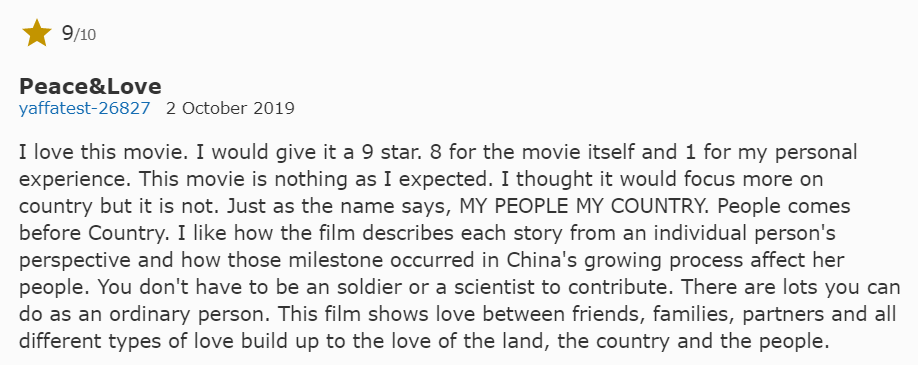 9/10
Peace&Love
yaffatest-26827 2 October 2019
I love this movie. I would give it a 9 star. 8 for the movie itself and 1 for my personal
experience. This movie is nothing as I expected. I thought it would focus more on
country but it is not. Just as the name says, MY PEOPLE MY COUNTRY. People comes
before Country. I like how the film describes each story from an individual person's
perspective and how those milestone occurred in China's growing process affect her
people. You don't have to be an soldier or a scientist to contribute. There are lots you can
do as an ordinary person. This film shows love between friends, families, partners and all
different types of love build up to the love of the land, the country and the people.